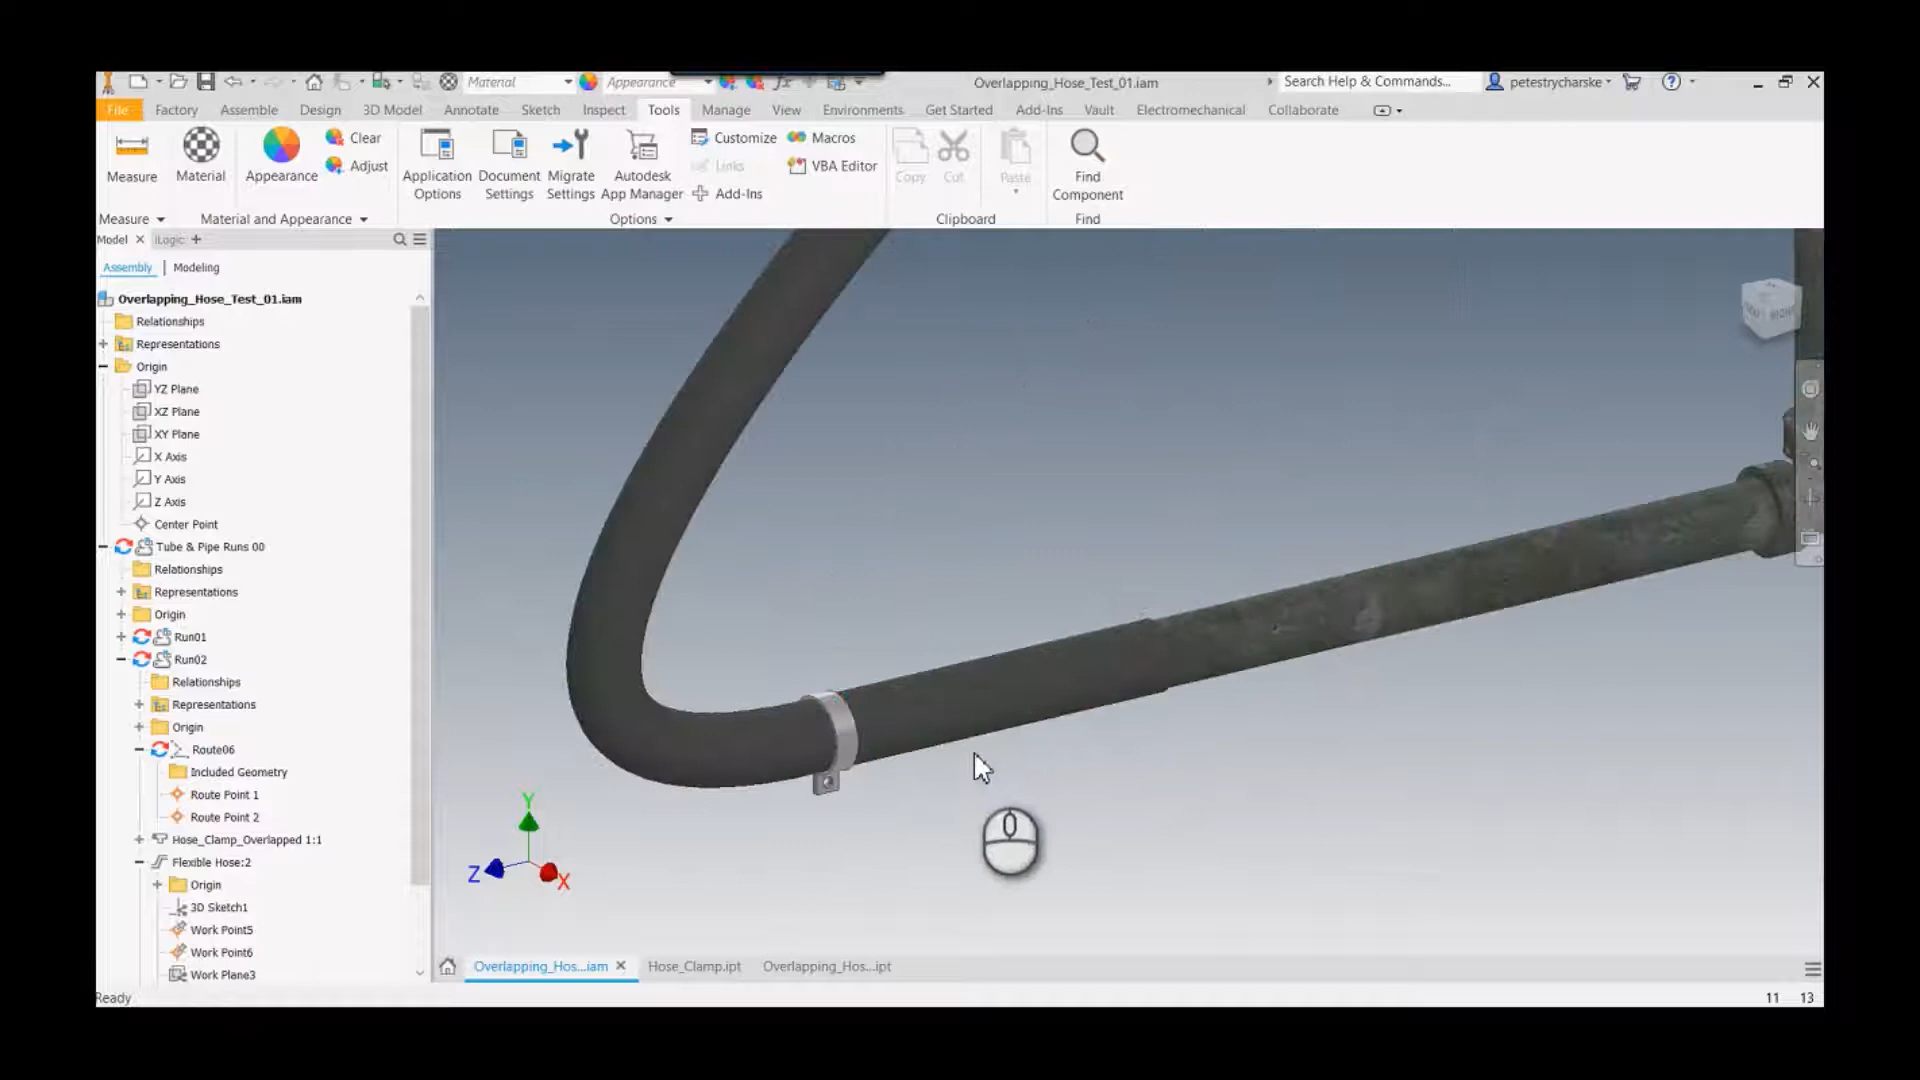 Material Appearance fx Overlapping_Hose_Test_01.iam Search Help & Commands... petestrycharske
File Factory Assemble Design 3D Model Annotate Sketch Inspect Tools Manage View Environments Get Started Add-Ins Vault Electromechanical Collaborate
Measure
Material
Appearance
Clear
Adjust
Application Options
Document Settings
Migrate Settings
Autodesk App Manager
Customize
Links
Add-Ins
Macros
VBA Editor
Copy
Cut
Paste
Find Component
Measure Material and Appearance Options Clipboard Find
Model iLogic
Assembly | Modeling
Overlapping_Hose_Test_01.iam
Relationships
Representations
Origin
YZ Plane
XZ Plane
XY Plane
X Axis
Y Axis
Z Axis
Center Point
Tube & Pipe Runs 00
Relationships
Representations
Origin
Run01
Run02
Relationships
Representations
Origin
Route06
Included Geometry
Route Point 1
Route Point 2
Hose_Clamp_Overlapped 1:1
Flexible Hose:2
Origin
3D Sketch1
Work Point5
Work Point6
Work Plane3
Y
Z
X
Overlapping_Hos...iam Hose_Clamp.ipt Overlapping_Hos...ipt
Ready 11 13